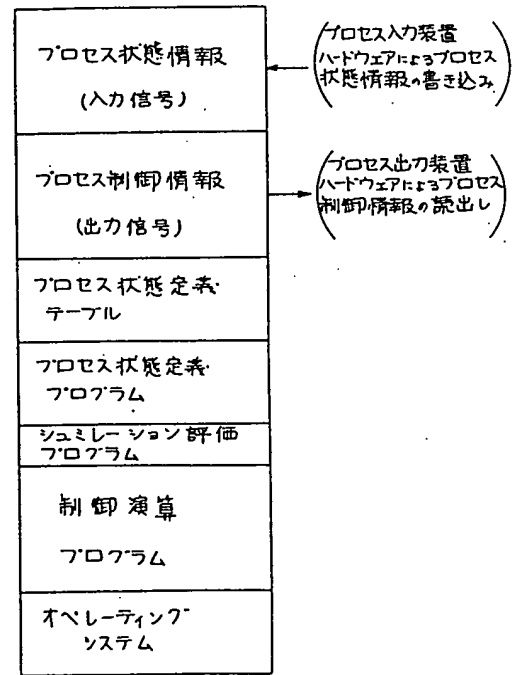 プロセス状態情報
(入力信号)
プロセス入力装置
ハードウェアによるプロセス
状態情報の書き込み
プロセス制御情報
(出力信号)
プロセス出力装置
ハードウェアによるプロセス
制御情報の読出し
プロセス状態定義
テーブル
プロセス状態定義
プログラム
シュミレーション評価
プログラム
制御演算
プログラム
オペレーティング
システム